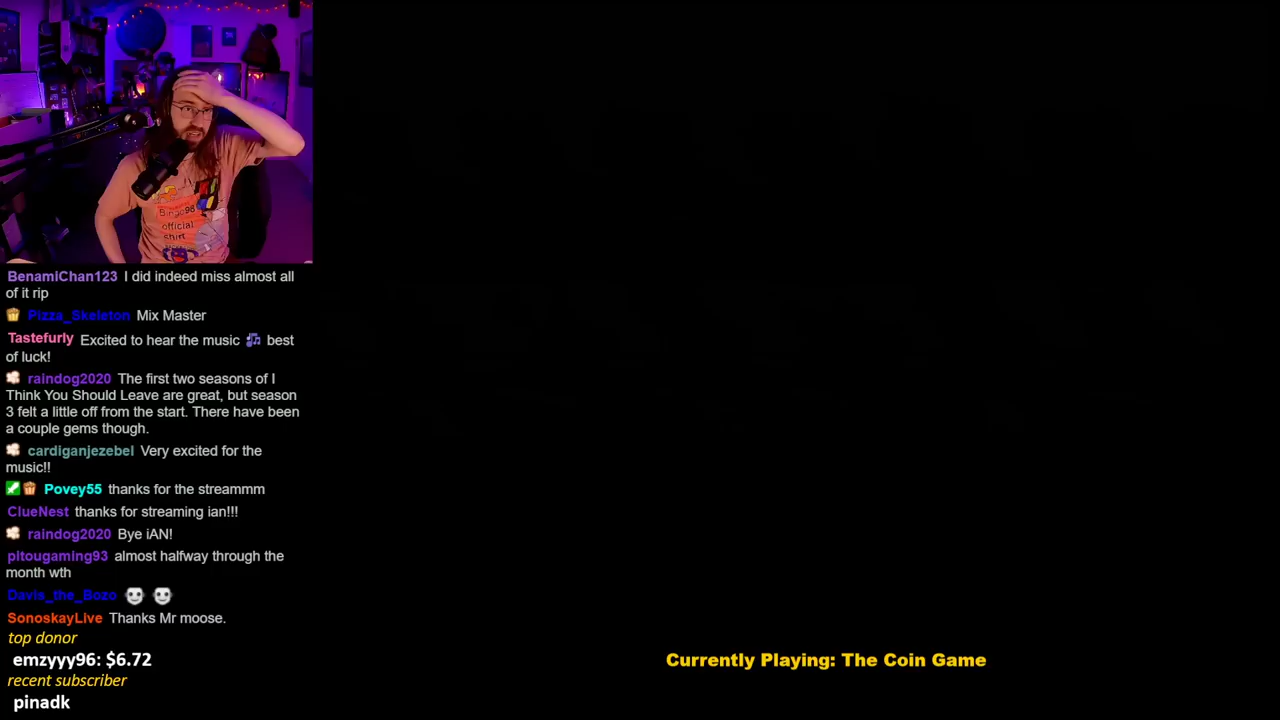 Bingo98
official
shirt
BenamiChan123 I did indeed miss almost all
of it rip
Pizza_Skeleton Mix Master
Tastefurly Excited to hear the music best
of luck!
raindog2020 The first two seasons of I
Think You Should Leave are great, but season
3 felt a little off from the start. There have been
a couple gems though.
cardiganjezebel Very excited for the
music!!
Povey55 thanks for the streammm
ClueNest thanks for streaming ian!!!
raindog2020 Bye iAN!
pltougaming93 almost halfway through the
month wth
Davis_the_Bozo
SonoskayLive Thanks Mr moose.
top donor
emzyyy96: $6.72
recent subscriber
pinadk
Currently Playing: The Coin Game